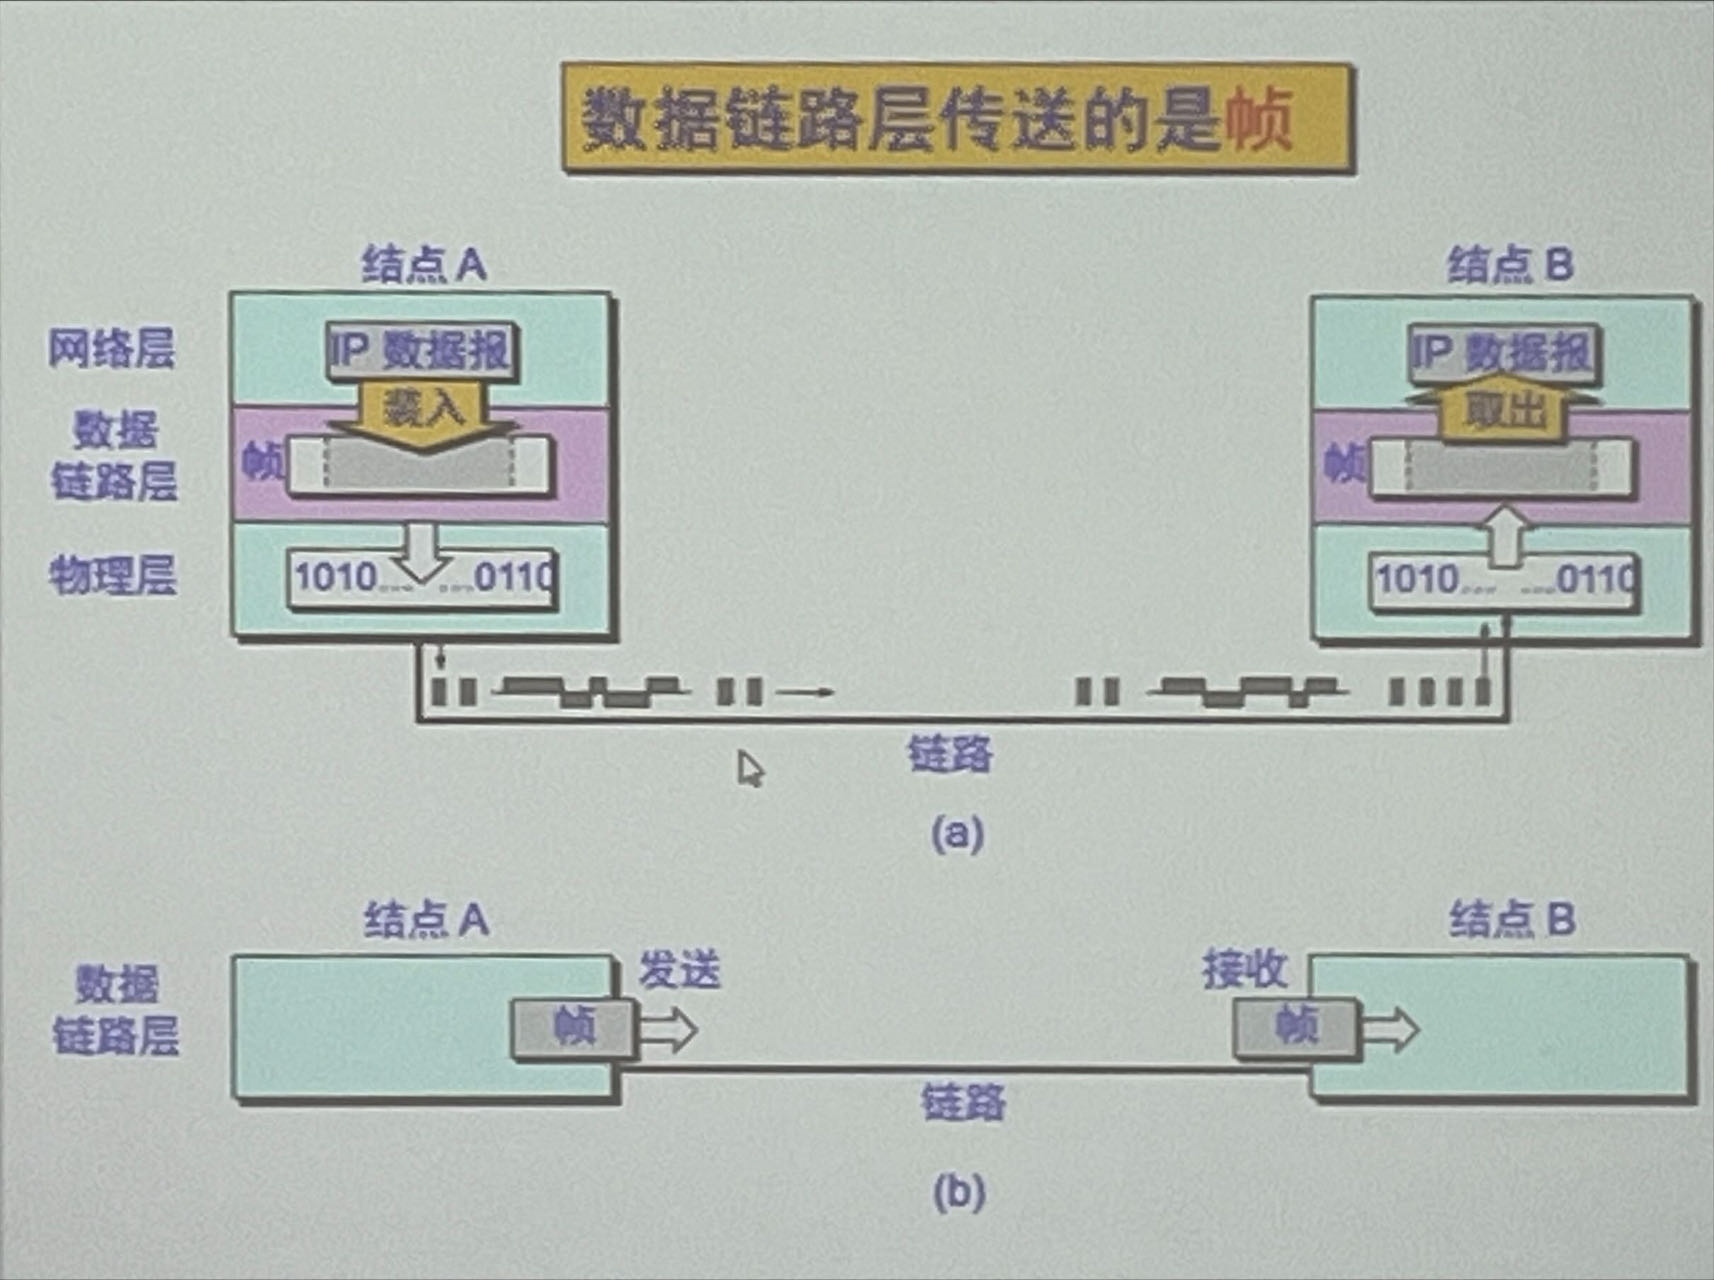 数据链路层传送的是帧
结点 A
结点 B
网络层
IP 数据报
IP 数据报
装入
取出
数据
链路层
帧
帧
物理层
1010…… ……0110
1010…… ……0110
链路
(a)
结点 A
结点 B
数据
链路层
发送
接收
帧
帧
链路
(b)